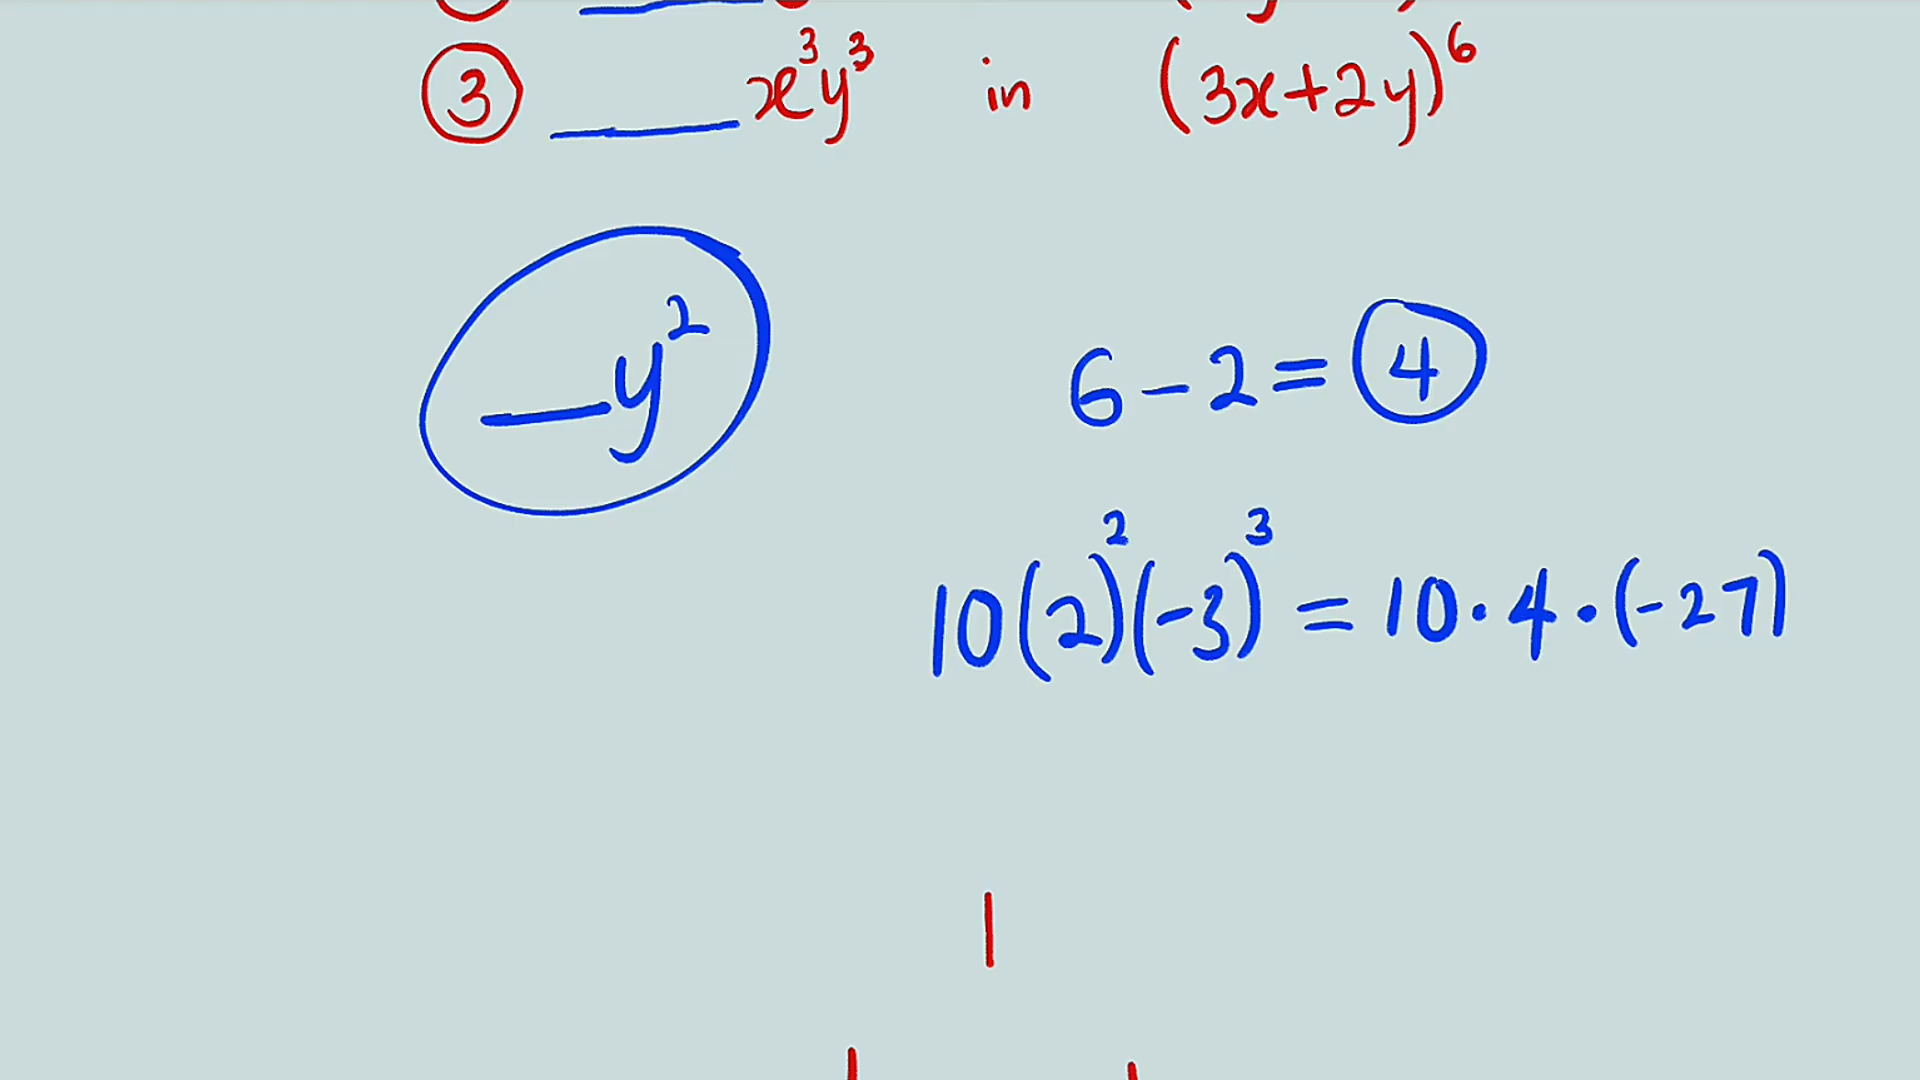 ③ ____ x³y³ in (3x+2y)⁶
__y²
6-2=④
10(2)²(-3)³ = 10·4·(-27)
1